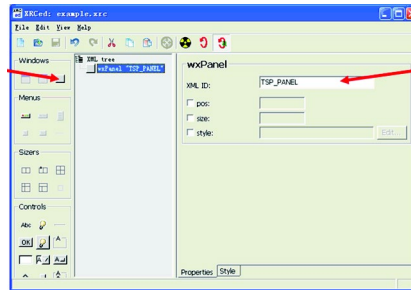 XRCed: example.xrc
File Edit View Help
Windows
Menus
Sizers
Controls
Abc
OK
XML tree
wxPanel "TSP_PANEL"
wxPanel
XML ID:
TSP_PANEL
pos:
size:
style:
Edit...
Properties Style